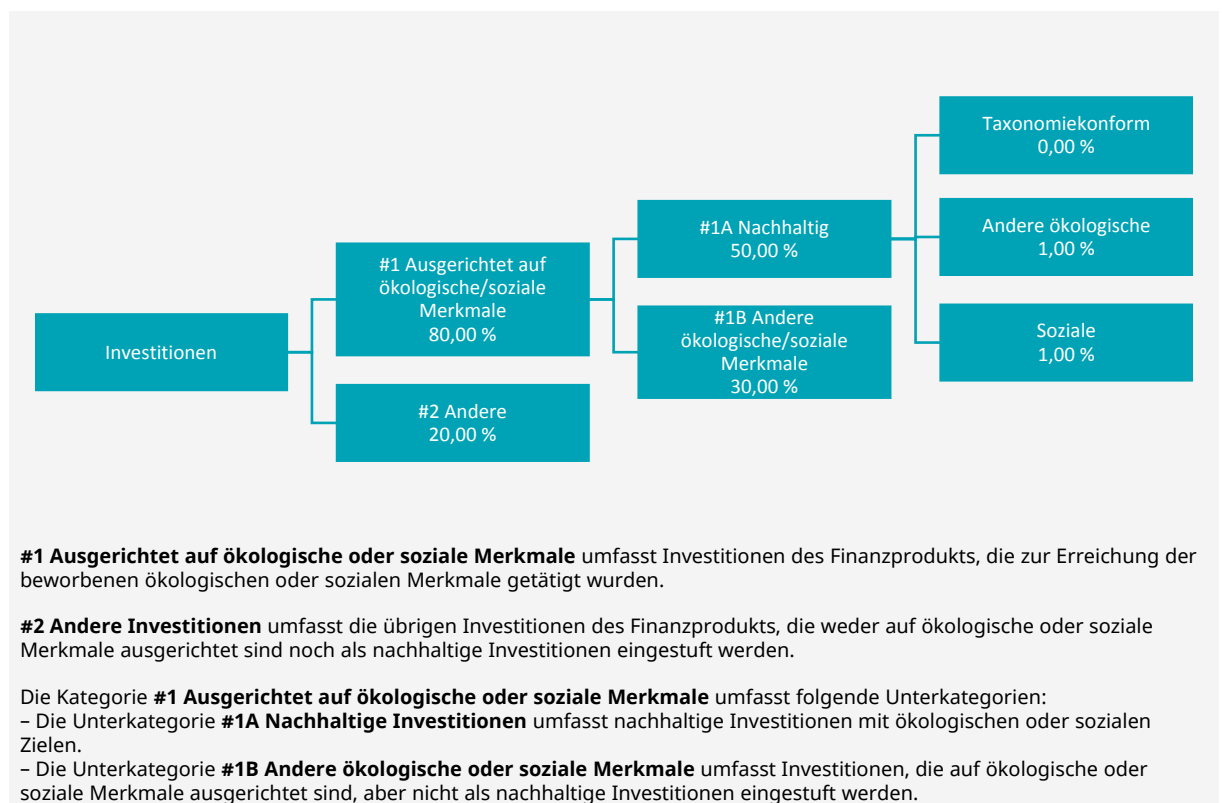 Investitionen
#1 Ausgerichtet auf
ökologische/soziale
Merkmale
80,00 %
#2 Andere
20,00 %
#1A Nachhaltig
50,00 %
#1B Andere
ökologische/soziale
Merkmale
30,00 %
Taxonomiekonform
0,00 %
Andere ökologische
1,00 %
Soziale
1,00 %
#1 Ausgerichtet auf ökologische oder soziale Merkmale umfasst Investitionen des Finanzprodukts, die zur Erreichung der
beworbenen ökologischen oder sozialen Merkmale getätigt wurden.
#2 Andere Investitionen umfasst die übrigen Investitionen des Finanzprodukts, die weder auf ökologische oder soziale
Merkmale ausgerichtet sind noch als nachhaltige Investitionen eingestuft werden.
Die Kategorie #1 Ausgerichtet auf ökologische oder soziale Merkmale umfasst folgende Unterkategorien:
– Die Unterkategorie #1A Nachhaltige Investitionen umfasst nachhaltige Investitionen mit ökologischen oder sozialen
Zielen.
– Die Unterkategorie #1B Andere ökologische oder soziale Merkmale umfasst Investitionen, die auf ökologische oder
soziale Merkmale ausgerichtet sind, aber nicht als nachhaltige Investitionen eingestuft werden.